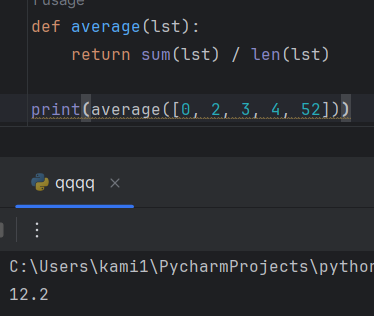 1 usage
def average(lst):
return sum(lst) / len(lst)
print(average([0, 2, 3, 4, 52]))
qqqq
C:\Users\kami1\PycharmProjects\python
12.2